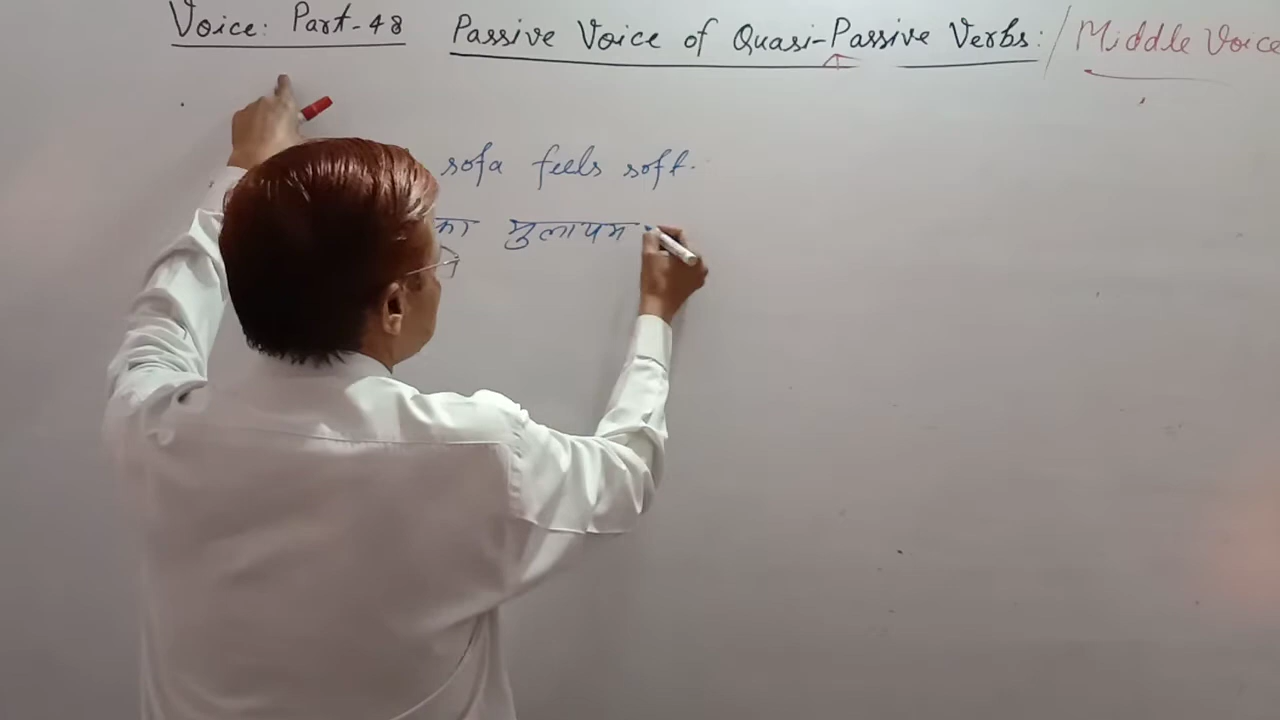 Voice: Part-48 Passive Voice of Quasi-Passive Verbs: / Middle Voice
sofa feels soft.
का मुलायम